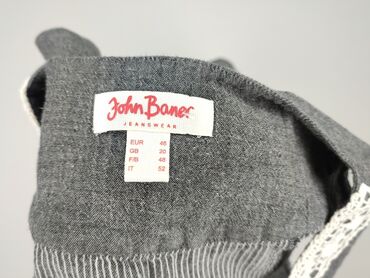 John Baner
JEANSWEAR
EUR 46
GB 20
F/B 48
IT 52